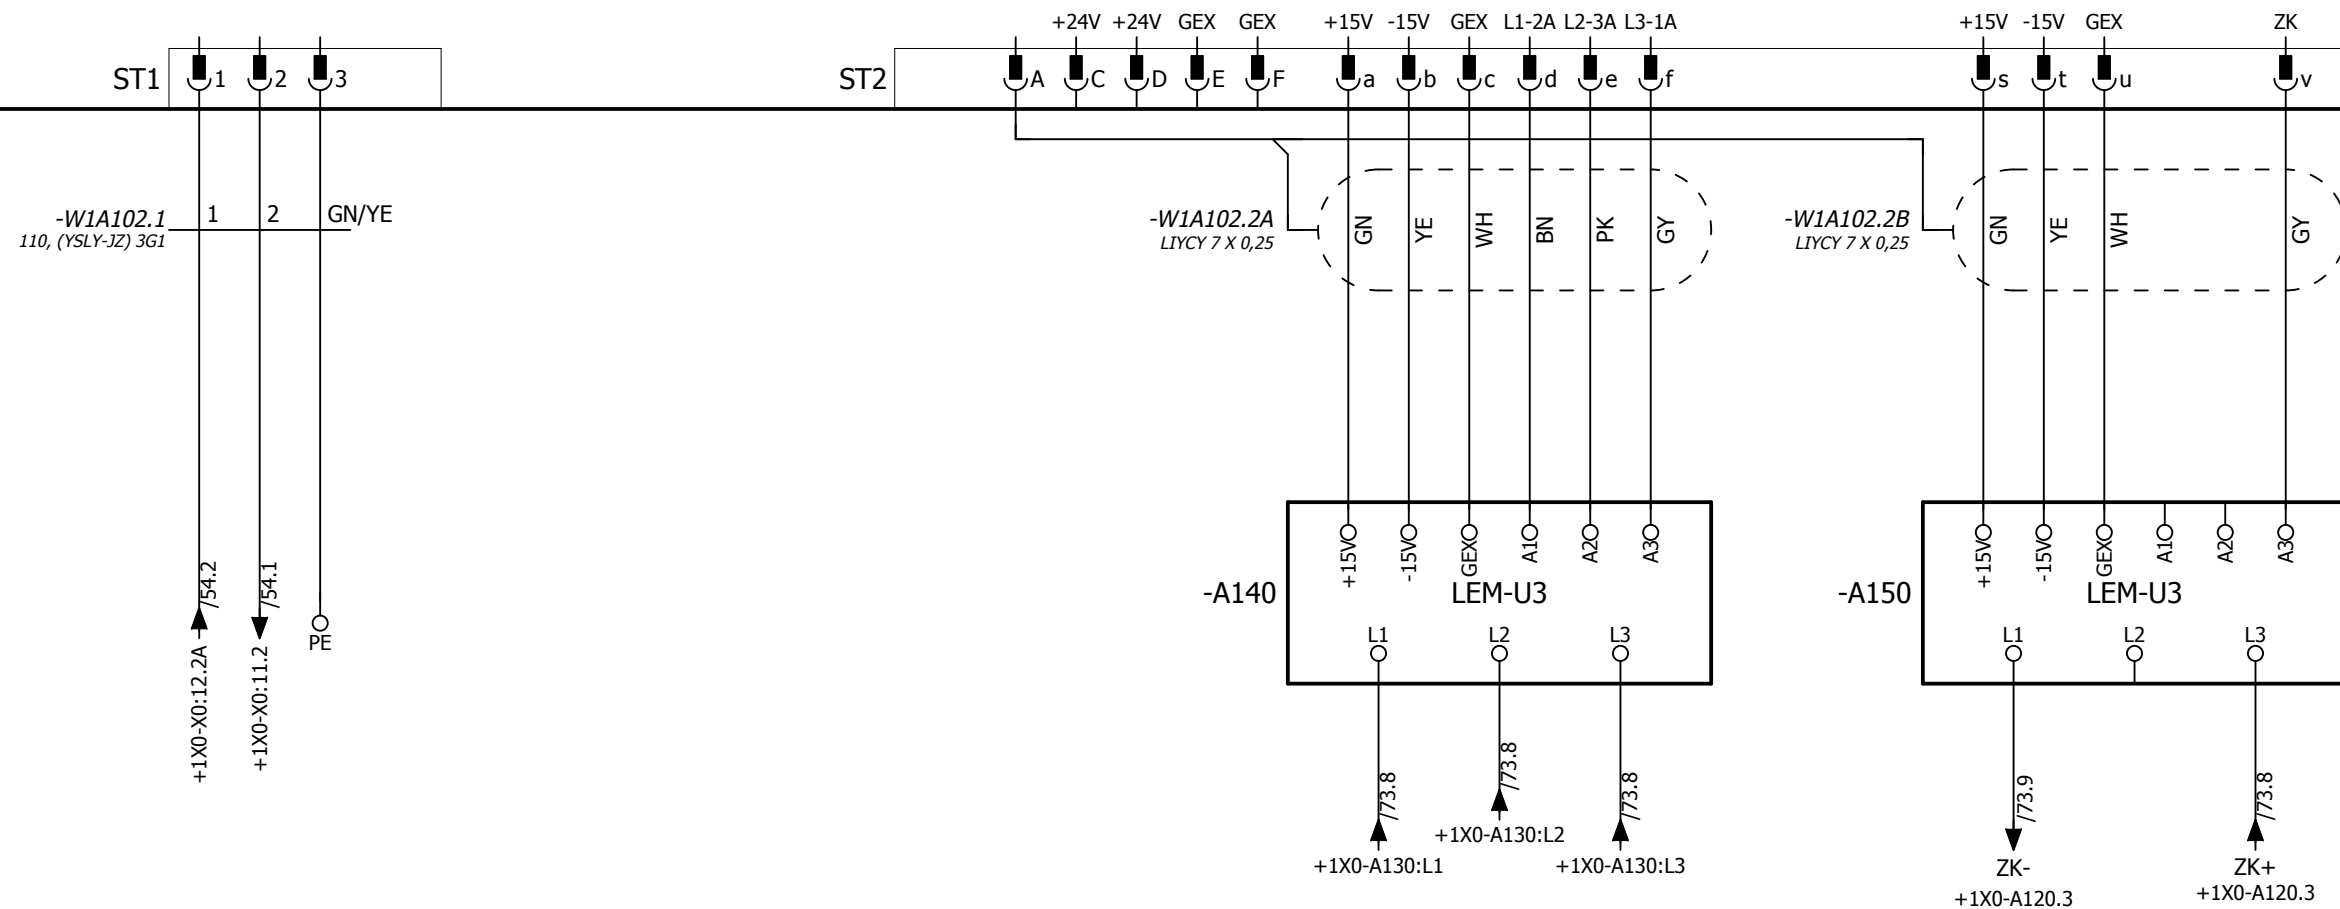 +24V +24V GEX GEX +15V -15V GEX L1-2A L2-3A L3-1A +15V -15V GEX ZK
ST1 1 2 3 ST2 A C D E F a b c d e f s t u v
-W1A102.1 1 2 GN/YE
110, (YSLY-JZ) 3G1
-W1A102.2A GN YE WH BN PK GY
LIYCY 7 X 0,25
-W1A102.2B GN YE WH GY
LIYCY 7 X 0,25
/54.2 /54.1
+1X0-X0:12.2A +1X0-X0:11.2 PE
+15V -15V GEX A1 A2 A3
-A140 LEM-U3
L1 L2 L3
/73.8 /73.8 /73.8
+1X0-A130:L1 +1X0-A130:L2 +1X0-A130:L3
+15V -15V GEX A1 A2 A3
-A150 LEM-U3
L1 L2 L3
/73.9 /73.8
ZK- ZK+
+1X0-A120.3 +1X0-A120.3